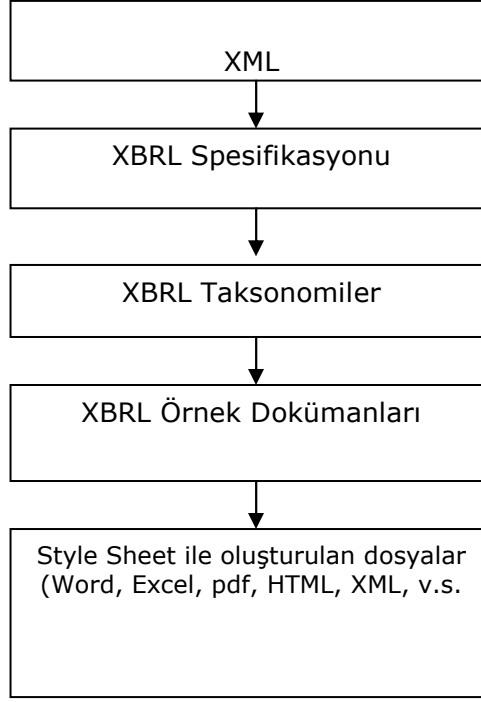 XML
XBRL Spesifikasyonu
XBRL Taksonomiler
XBRL Örnek Dokümanları
Style Sheet ile oluşturulan dosyalar
(Word, Excel, pdf, HTML, XML, v.s.